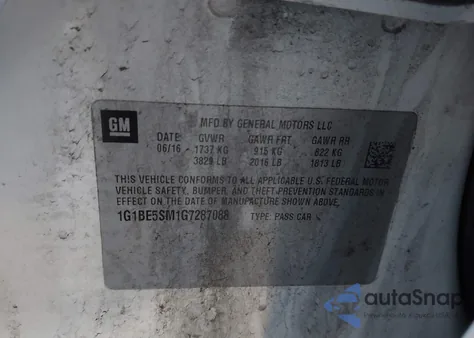 GM
MFD BY GENERAL MOTORS LLC
DATE GVWR GAWR FRT GAWR RR
06/16 1737 KG 915 KG 822 KG
3829 LB 2016 LB 1813 LB
THIS VEHICLE CONFORMS TO ALL APPLICABLE U.S. FEDERAL MOTOR
VEHICLE SAFETY, BUMPER, AND THEFT-PREVENTION STANDARDS IN
EFFECT ON THE DATE OF MANUFACTURE SHOWN ABOVE.
1G1BE5SM1G7287088 TYPE: PASS CAR
autoSnap